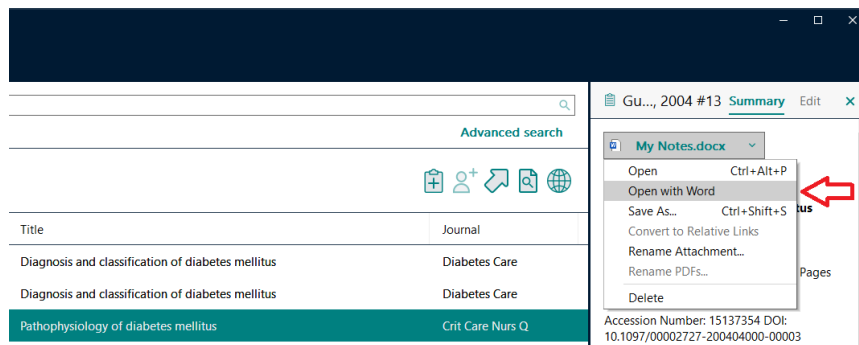 Gu..., 2004 #13 Summary Edit
Advanced search
My Notes.docx
Open Ctrl+Alt+P
Open with Word
Save As... Ctrl+Shift+S
tus
Convert to Relative Links
Rename Attachment...
Rename PDFs...
Pages
Delete
Title Journal
Diagnosis and classification of diabetes mellitus Diabetes Care
Diagnosis and classification of diabetes mellitus Diabetes Care
Pathophysiology of diabetes mellitus Crit Care Nurs Q
Accession Number: 15137354 DOI:
10.1097/00002727-200404000-00003